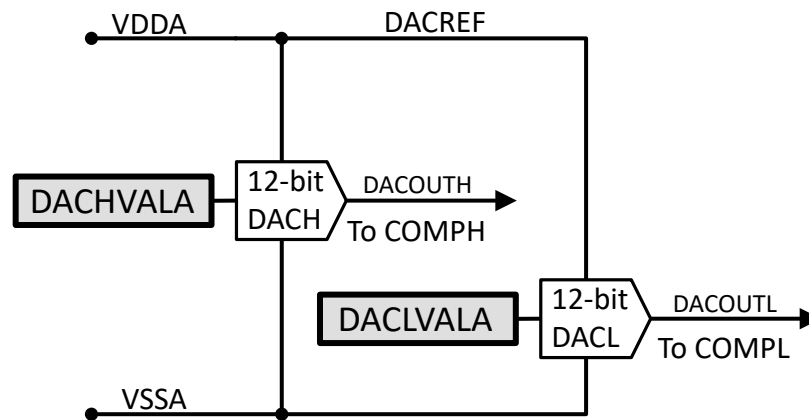 VDDA
DACREF
12-bit
DACH
DACHVALA
DACOUTH
To COMPH
12-bit
DACL
DACLVALA
DACOUTL
To COMPL
VSSA